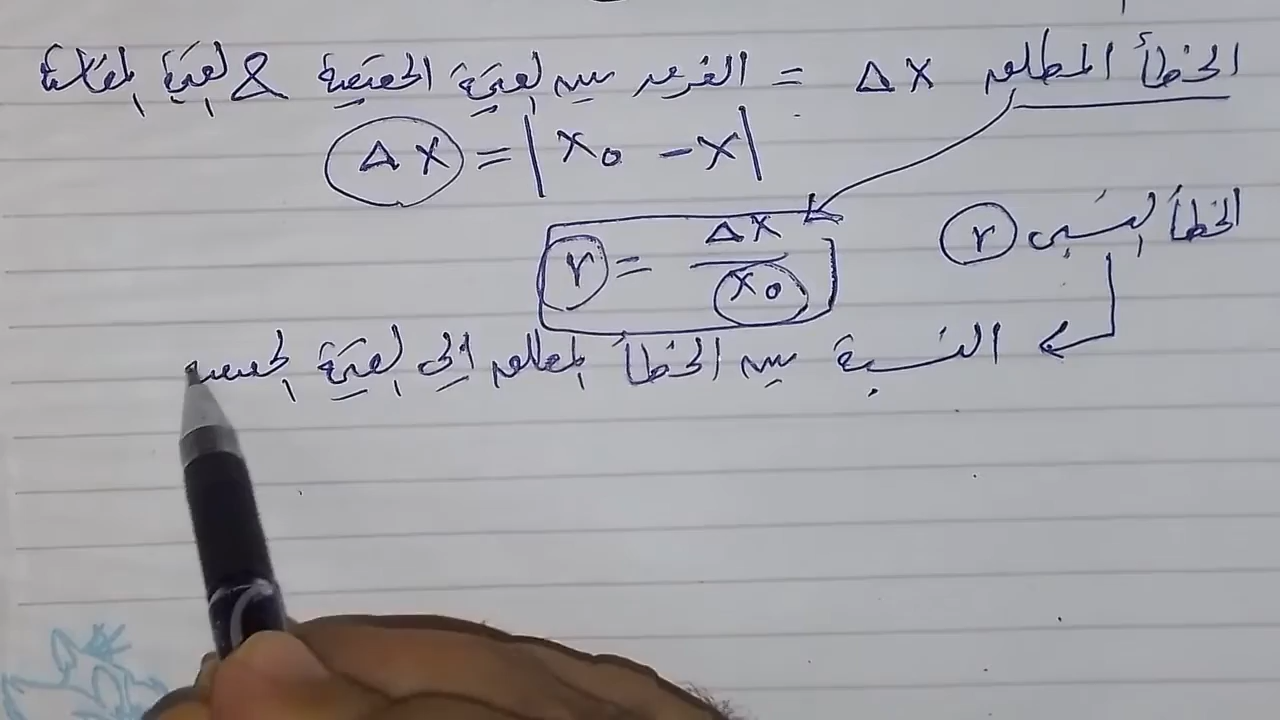 الخطأ المطلق Δx = الفرق بين القيمة الحقيقية & القيمة المقاسة
Δx = |x₀ - x|
الخطأ النسبي r
r = Δx / x₀
النسبة بين الخطأ المطلق إلى القيمة الحقيقية